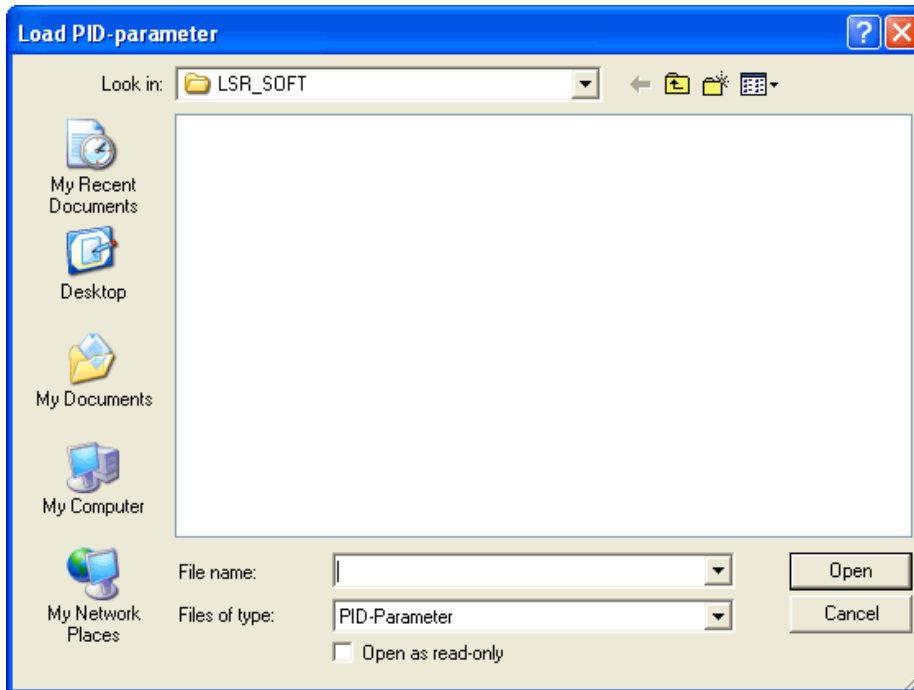 Load PID-parameter
Look in:
LSR_SOFT
My Recent
Documents
Desktop
My Documents
My Computer
My Network
Places
File name:
Open
Files of type:
PID-Parameter
Cancel
Open as read-only